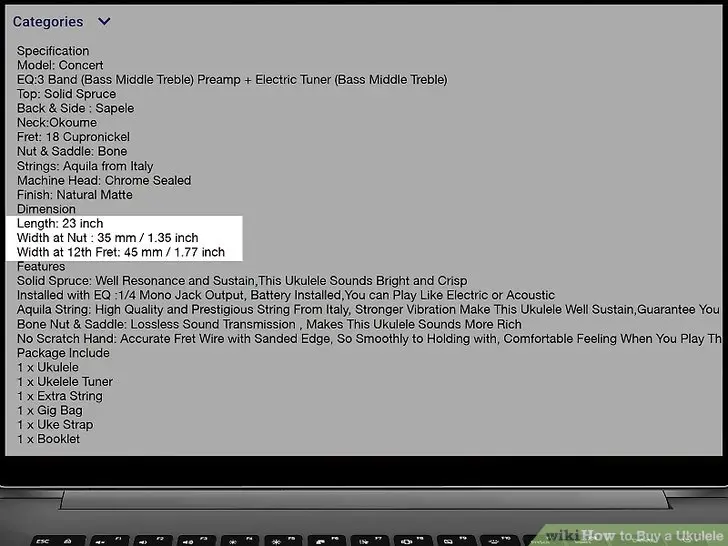 Categories
Specification
Model: Concert
EQ:3 Band (Bass Middle Treble) Preamp + Electric Tuner (Bass Middle Treble)
Top: Solid Spruce
Back & Side : Sapele
Neck:Okoume
Fret: 18 Cupronickel
Nut & Saddle: Bone
Strings: Aquila from Italy
Machine Head: Chrome Sealed
Finish: Natural Matte
Dimension
Length: 23 inch
Width at Nut : 35 mm / 1.35 inch
Width at 12th Fret: 45 mm / 1.77 inch
Features
Solid Spruce: Well Resonance and Sustain,This Ukulele Sounds Bright and Crisp
Installed with EQ :1/4 Mono Jack Output, Battery Installed,You can Play Like Electric or Acoustic
Aquila String: High Quality and Prestigious String From Italy, Stronger Vibration Make This Ukulele Well Sustain,Guarantee You
Bone Nut & Saddle: Lossless Sound Transmission , Makes This Ukulele Sounds More Rich
No Scratch Hand: Accurate Fret Wire with Sanded Edge, So Smoothly to Holding with, Comfortable Feeling When You Play Th
Package Include
1 x Ukulele
1 x Ukelele Tuner
1 x Extra String
1 x Gig Bag
1 x Uke Strap
1 x Booklet
ESC F1 F2 F3 F4 F5
wikiHow to Buy a Ukulele